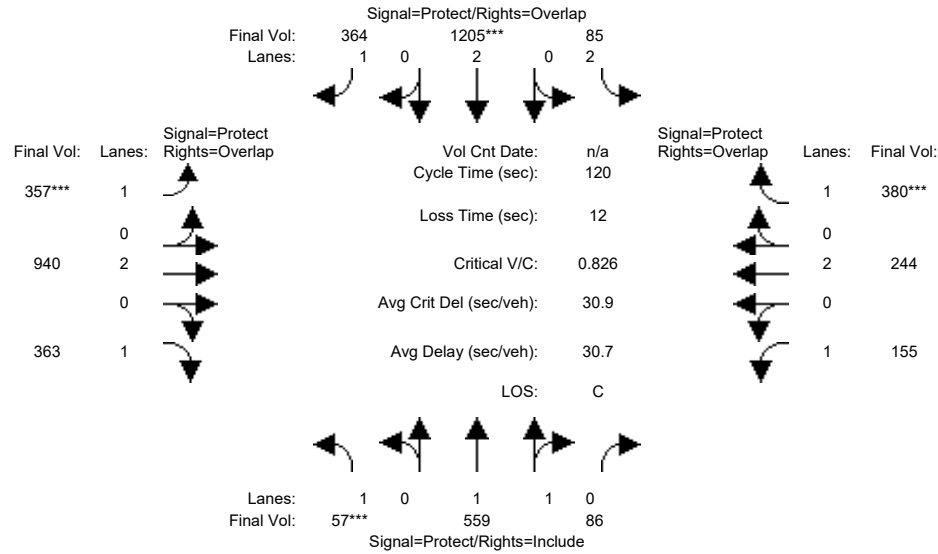 Signal=Protect/Rights=Overlap
Final Vol: 364 1205*** 85
Lanes: 1 0 2 0 2
Signal=Protect
Final Vol: Lanes: Rights=Overlap
Vol Cnt Date: n/a
Signal=Protect
Rights=Overlap Lanes: Final Vol:
Cycle Time (sec): 120
357*** 1
1 380***
Loss Time (sec): 12
0
0
940 2
Critical V/C: 0.826
2 244
0
Avg Crit Del (sec/veh): 30.9
0
363 1
Avg Delay (sec/veh): 30.7
1 155
LOS: C
Lanes: 1 0 1 1 0
Final Vol: 57*** 559 86
Signal=Protect/Rights=Include